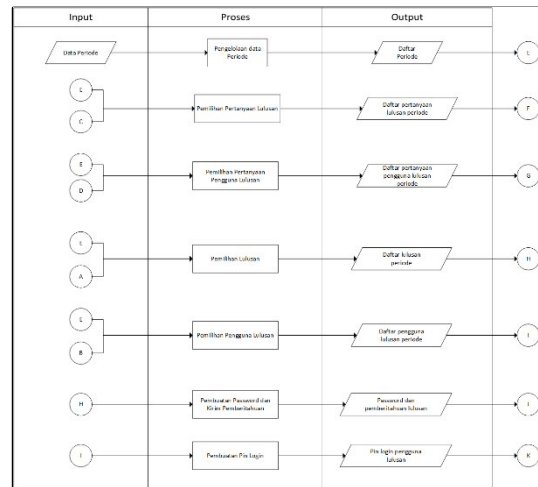 Input
Proses
Output
Data Periode
Pengelolaan data
Periode
Daftar
Periode
E
C
Pemilihan Pertanyaan Lulusan
Daftar pertanyaan
lulusan periode
F
E
D
Pemilihan Pertanyaan
Pengguna Lulusan
Daftar pertanyaan
pengguna lulusan
periode
G
A
Pemilihan Lulusan
Daftar lulusan
periode
H
B
Pemilihan Pengguna Lulusan
Daftar pengguna
lulusan periode
I
H
Pembuatan Password dan
Kirim Pemberitahuan
Password dan
pemberitahuan lulusan
I
Pembuatan Pin Login
Pin login pengguna
lulusan
K